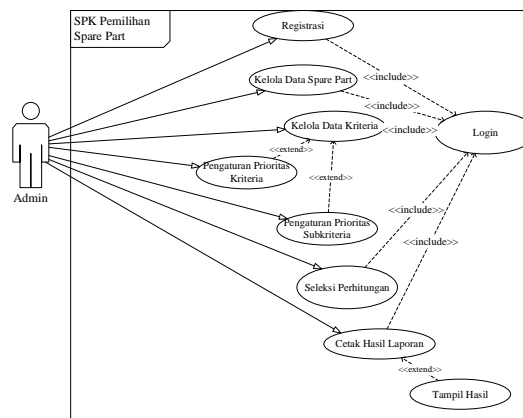 SPK Pemilihan
Spare Part
Registrasi
<<include>>
Kelola Data Spare Part
<<include>>
Kelola Data Kriteria
<<include>>
Login
<<extend>>
Pengaturan Prioritas
Kriteria
<<extend>>
Admin
Pengaturan Prioritas
Subkriteria
<<include>>
<<include>>
Seleksi Perhitungan
Cetak Hasil Laporan
<<extend>>
Tampil Hasil